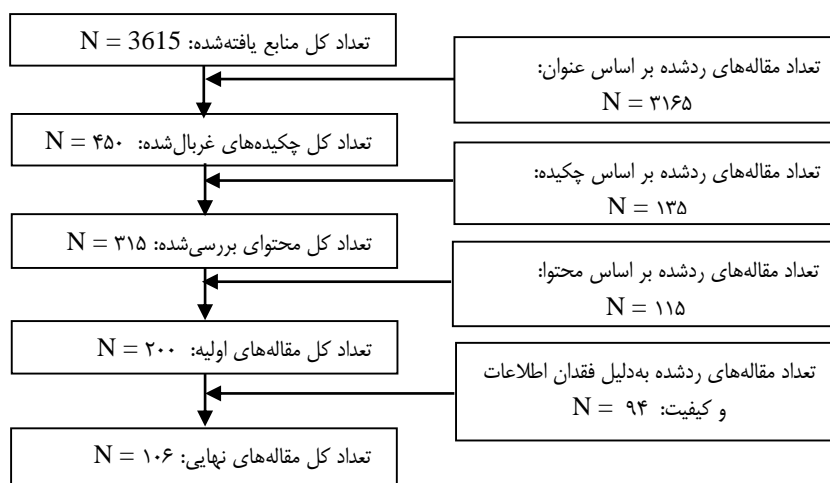 تعداد کل منابع یافته‌شده: N = 3615
تعداد مقاله‌های ردشده بر اساس عنوان:
N = ۳۱۶۵
تعداد کل چکیده‌های غربال‌شده: N = ۴۵۰
تعداد مقاله‌های ردشده بر اساس چکیده:
N = ۱۳۵
تعداد کل محتوای بررسی‌شده: N = ۳۱۵
تعداد مقاله‌های ردشده بر اساس محتوا:
N = ۱۱۵
تعداد کل مقاله‌های اولیه: N = ۲۰۰
تعداد مقاله‌های ردشده به‌دلیل فقدان اطلاعات
و کیفیت: N = ۹۴
تعداد کل مقاله‌های نهایی: N = ۱۰۶